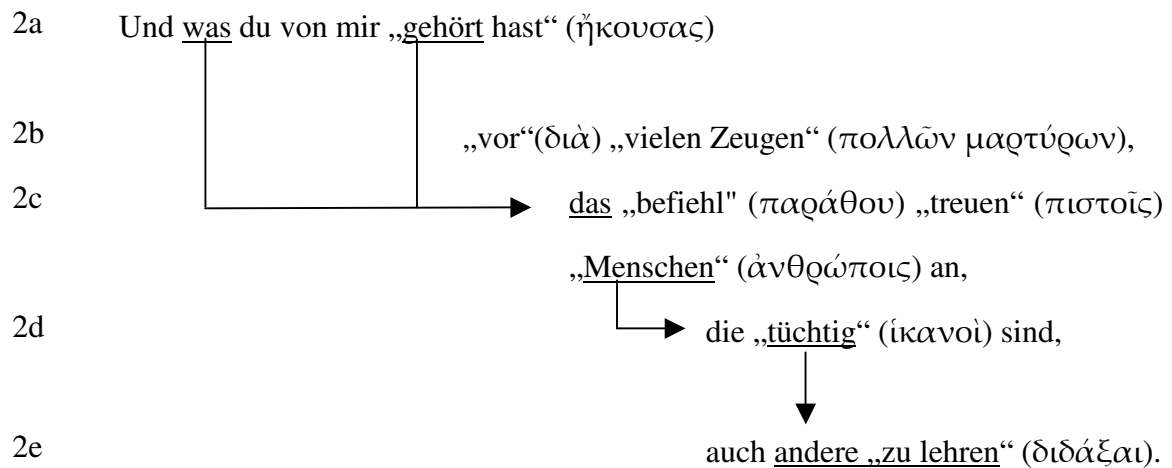 2a Und was du von mir „gehört hast“ (ἤκουσας)
2b „vor“(διὰ) „vielen Zeugen“ (πολλῶν μαρτύρων),
2c das „befiehl" (παράθου) „treuen“ (πιστοῖς)
„Menschen“ (ἀνθρώποις) an,
2d die „tüchtig“ (ἱκανοὶ) sind,
2e auch andere „zu lehren“ (διδάξαι).